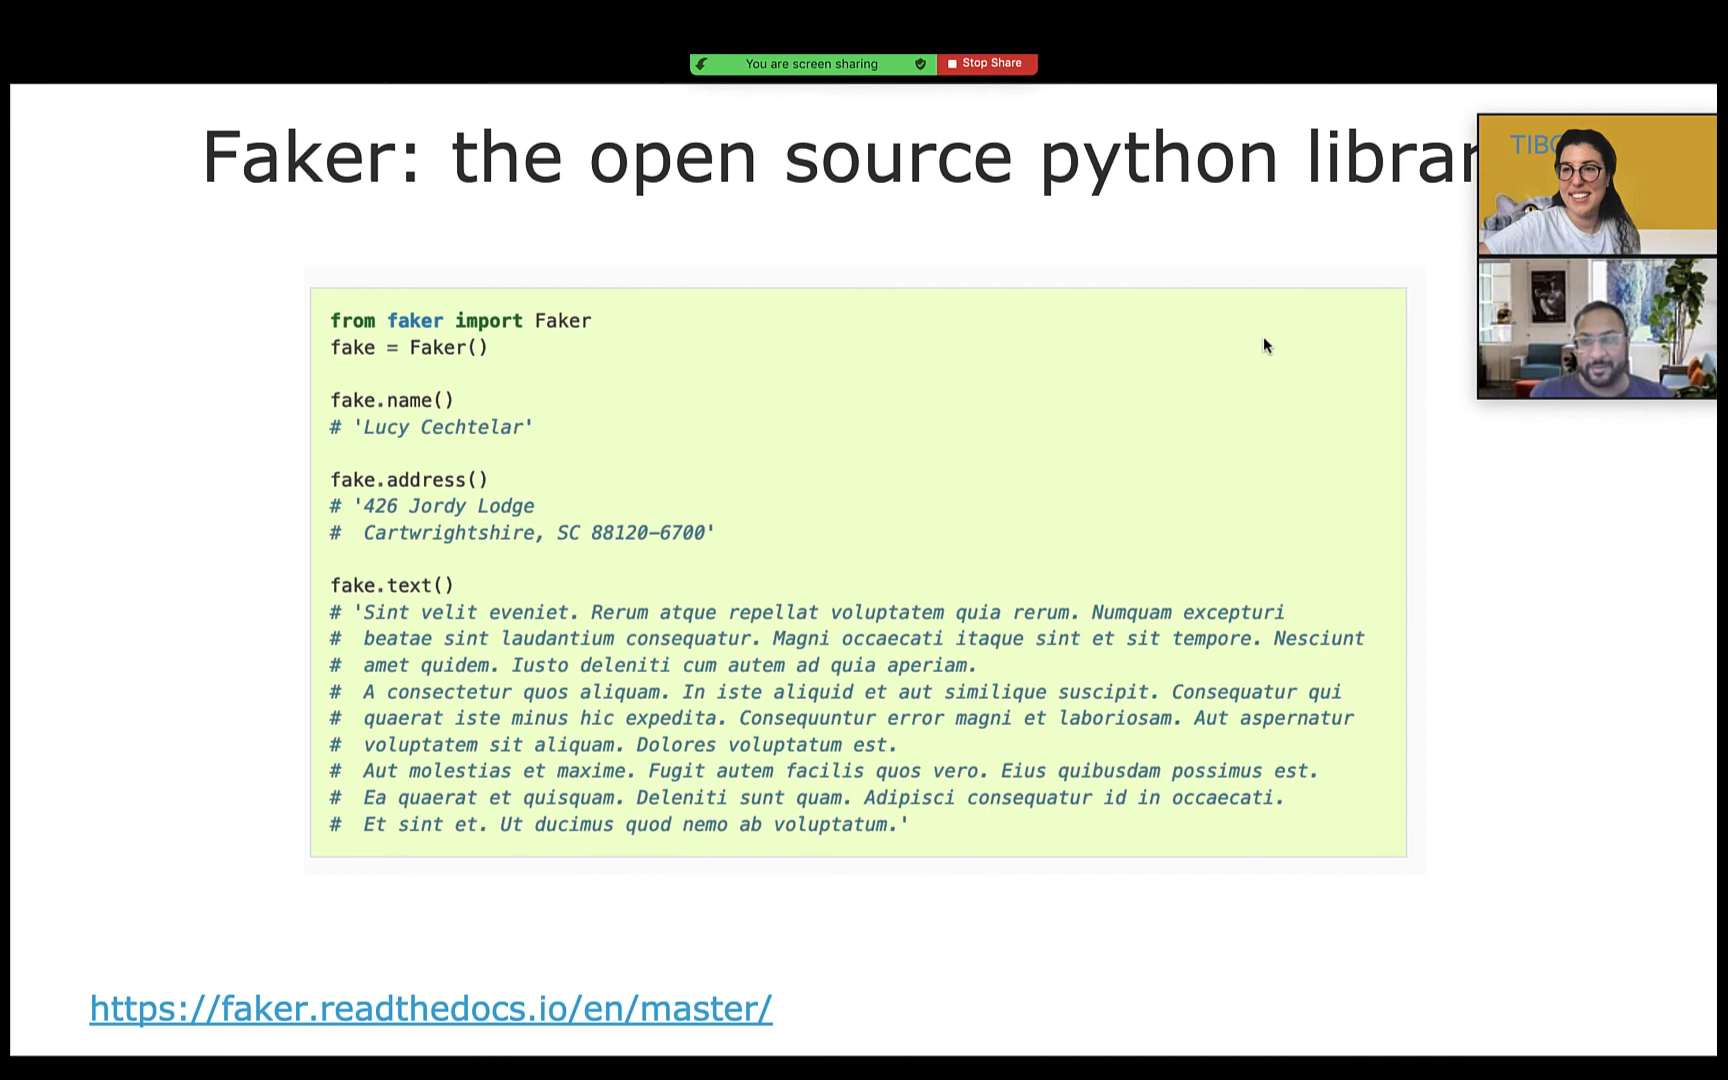 You are screen sharing
Stop Share
Faker: the open source python librar
TIBC
from faker import Faker
fake = Faker()
fake.name()
# 'Lucy Cechtelar'
fake.address()
# '426 Jordy Lodge
#  Cartwrightshire, SC 88120-6700'
fake.text()
# 'Sint velit eveniet. Rerum atque repellat voluptatem quia rerum. Numquam excepturi
#  beatae sint laudantium consequatur. Magni occaecati itaque sint et sit tempore. Nesciunt
#  amet quidem. Iusto deleniti cum autem ad quia aperiam.
#  A consectetur quos aliquam. In iste aliquid et aut similique suscipit. Consequatur qui
#  quaerat iste minus hic expedita. Consequuntur error magni et laboriosam. Aut aspernatur
#  voluptatem sit aliquam. Dolores voluptatum est.
#  Aut molestias et maxime. Fugit autem facilis quos vero. Eius quibusdam possimus est.
#  Ea quaerat et quisquam. Deleniti sunt quam. Adipisci consequatur id in occaecati.
#  Et sint et. Ut ducimus quod nemo ab voluptatum.'
https://faker.readthedocs.io/en/master/